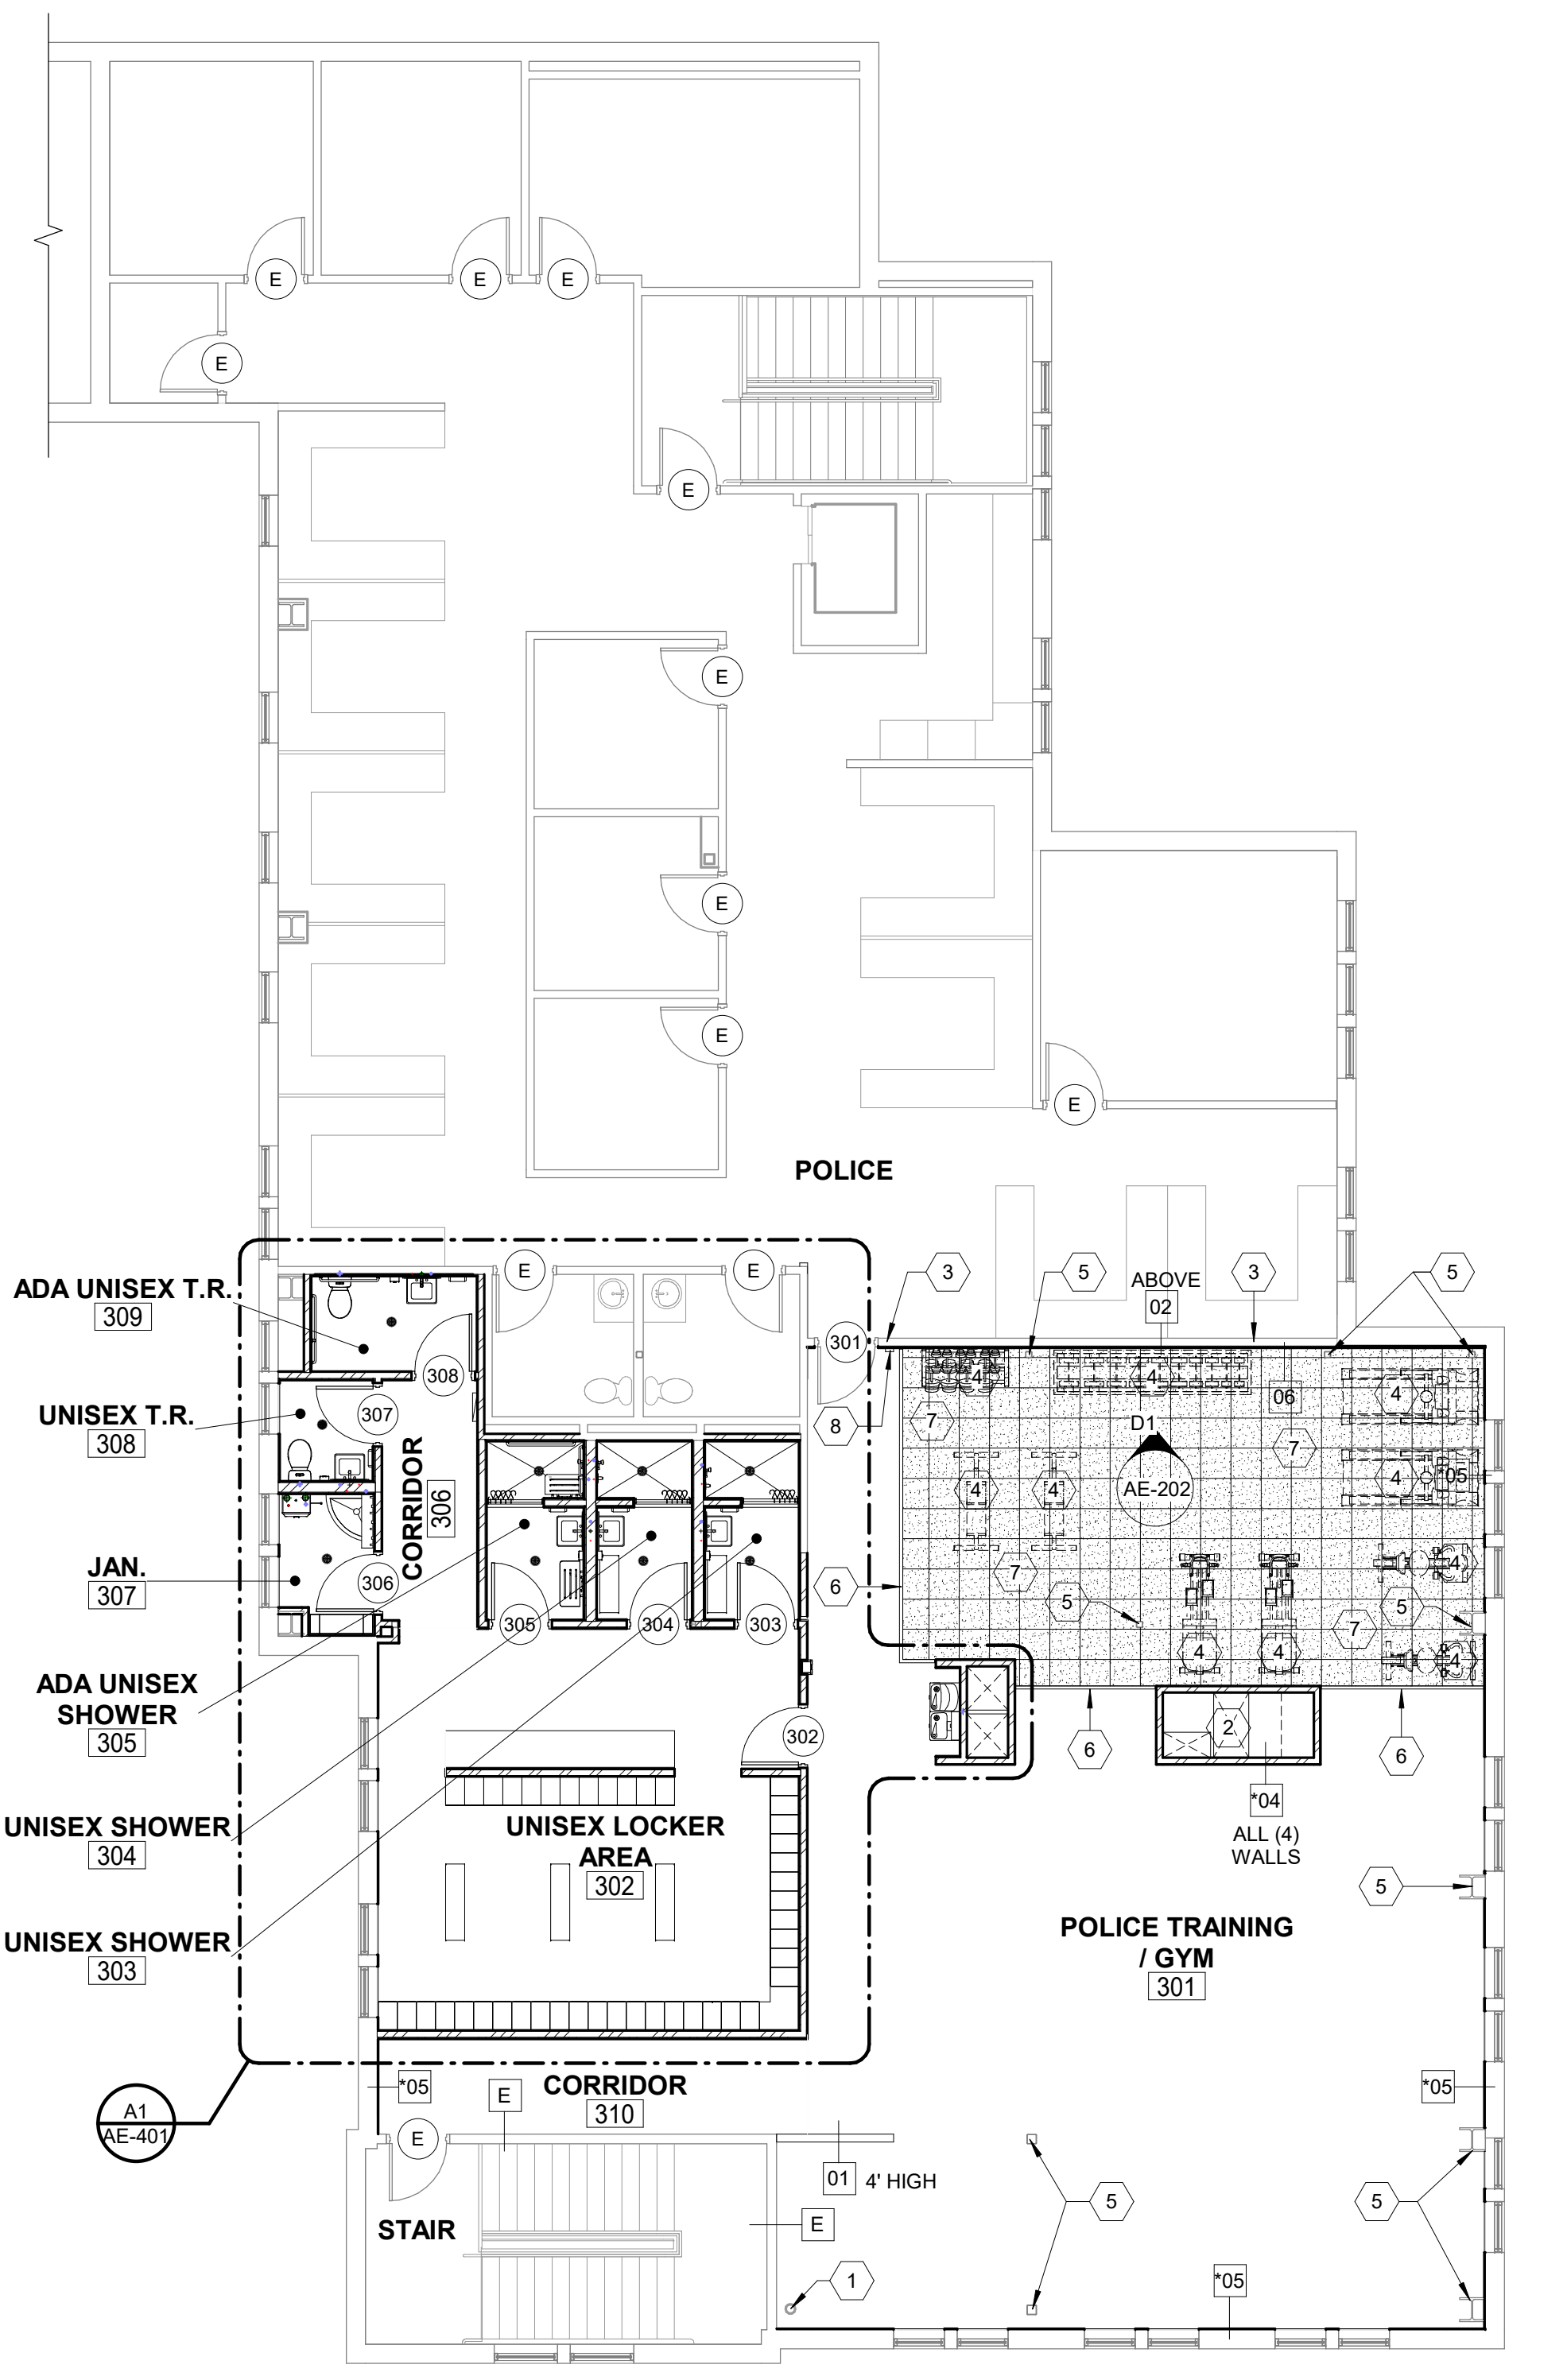 E
E
E
E
E
E
E
E
E
POLICE
E
E
3
5
ABOVE
02
3
5
ADA UNISEX T.R.
309
301
308
4
4
06
4
UNISEX T.R.
308
307
8
7
D1
7
CORRIDOR
306
4
4
AE-202
4
*05
JAN.
307
306
6
7
5
5
4
7
305
304
303
4
4
4
ADA UNISEX
SHOWER
305
302
2
6
6
*04
ALL (4)
WALLS
UNISEX SHOWER
304
UNISEX LOCKER
AREA
302
5
UNISEX SHOWER
303
POLICE TRAINING
/ GYM
301
*05
E
CORRIDOR
310
*05
A1
AE-401
E
01
4' HIGH
5
5
STAIR
E
1
*05